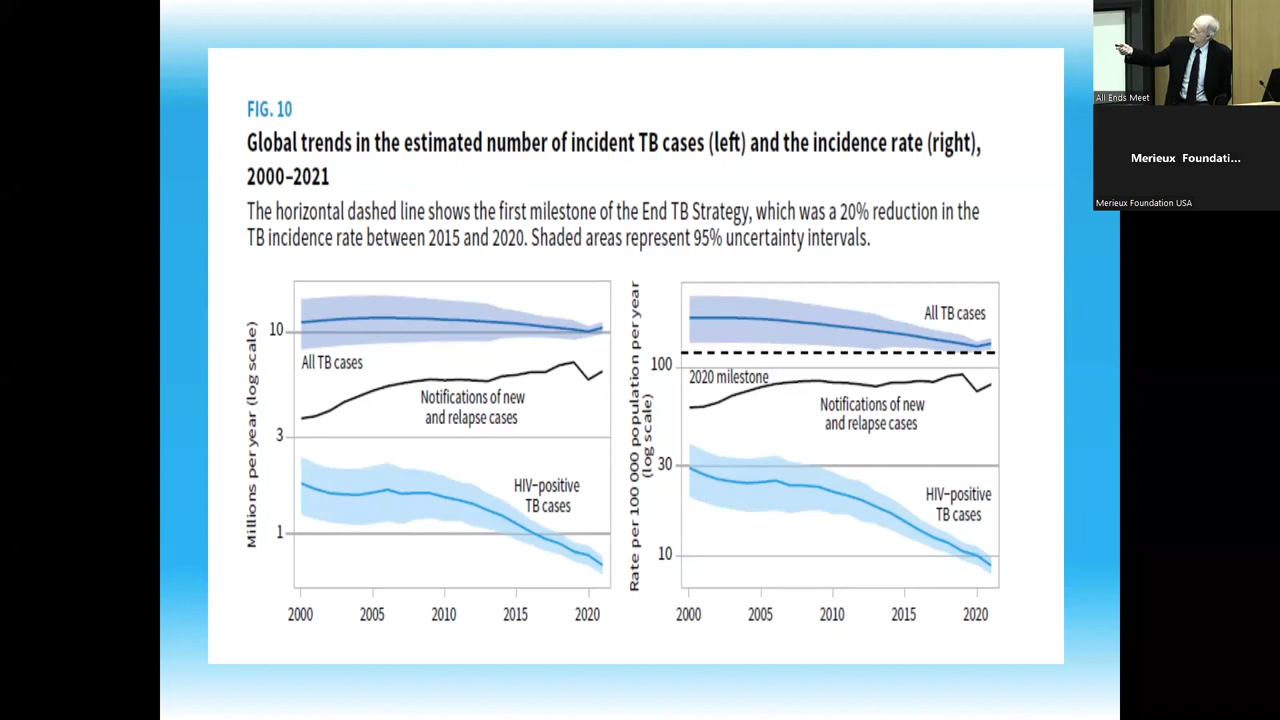 FIG. 10
Global trends in the estimated number of incident TB cases (left) and the incidence rate (right),
2000–2021
The horizontal dashed line shows the first milestone of the End TB Strategy, which was a 20% reduction in the
TB incidence rate between 2015 and 2020. Shaded areas represent 95% uncertainty intervals.
Millions per year (log scale)
10
3
1
All TB cases
Notifications of new
and relapse cases
HIV–positive
TB cases
2000
2005
2010
2015
2020
Rate per 100 000 population per year
(log scale)
100
30
10
All TB cases
2020 milestone
Notifications of new
and relapse cases
HIV–positive
TB cases
2000
2005
2010
2015
2020
All Ends Meet
Merieux Foundati...
Merieux Foundation USA